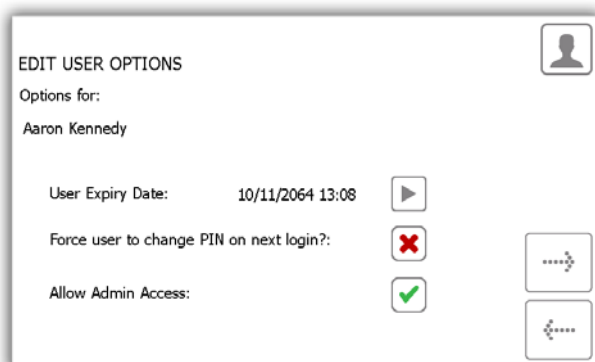 EDIT USER OPTIONS
Options for:
Aaron Kennedy
User Expiry Date: 10/11/2064 13:08
Force user to change PIN on next login?:
Allow Admin Access: